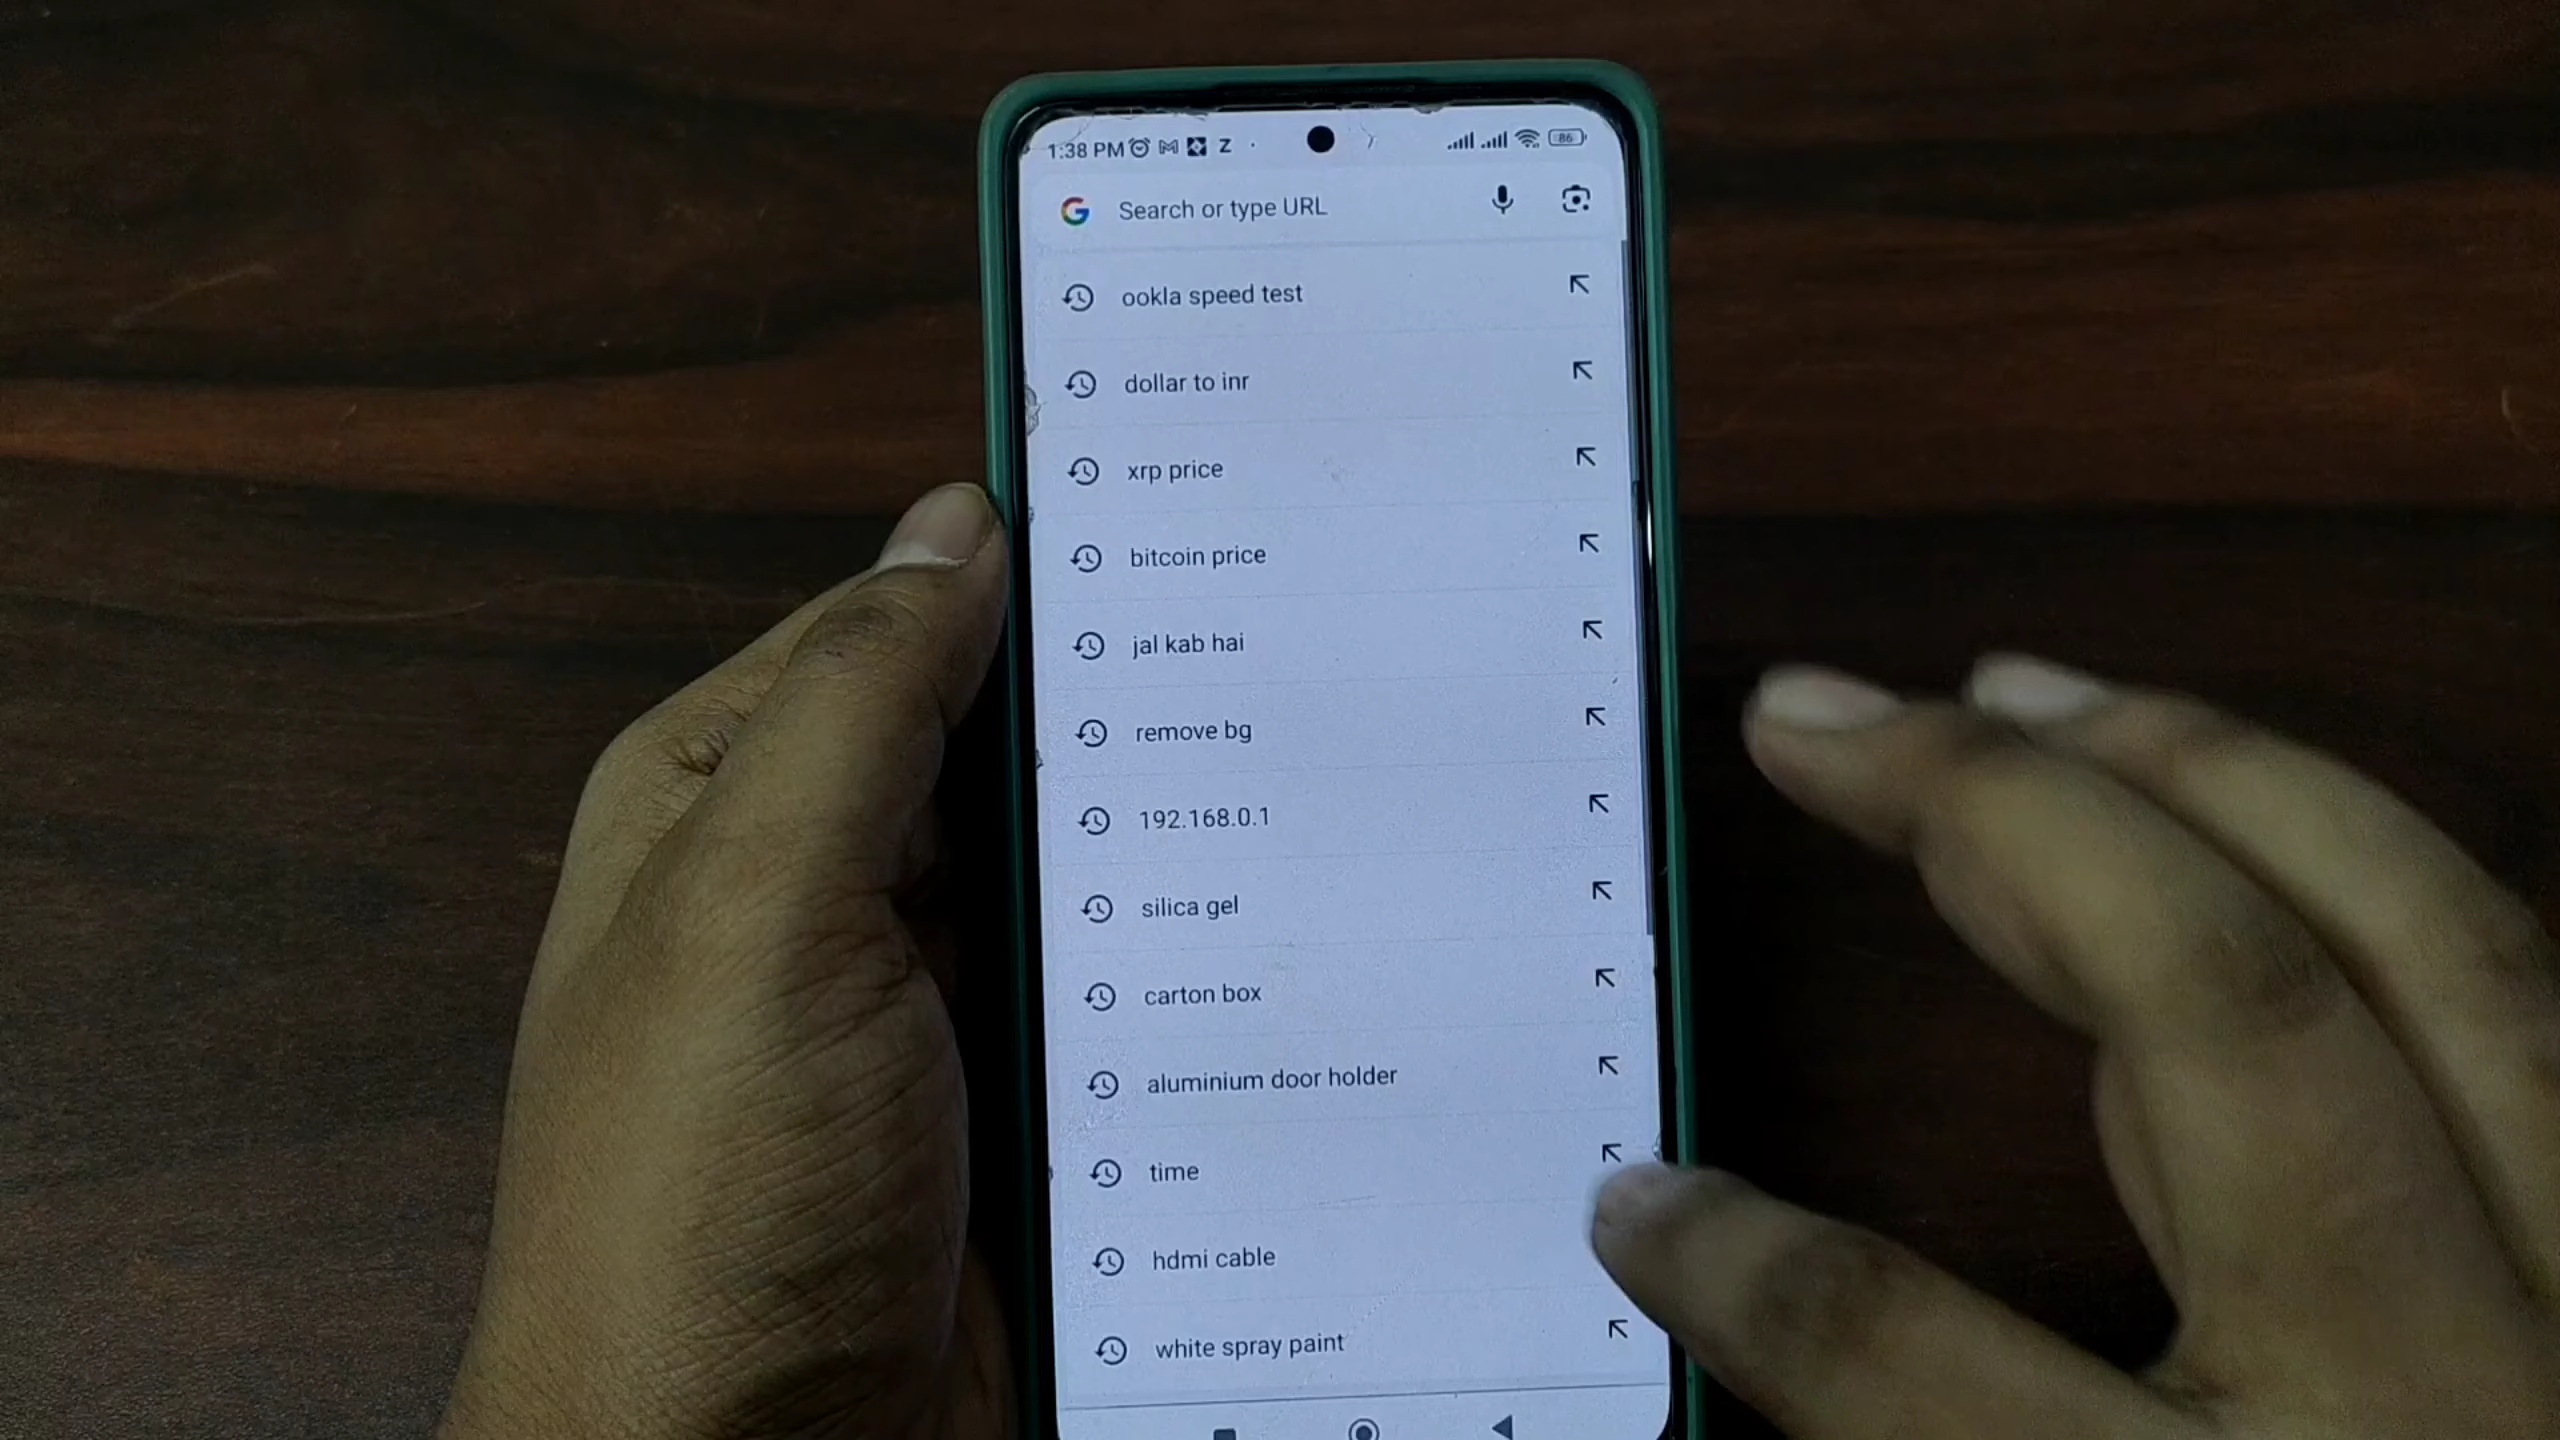 1:38 PM Z 86
Search or type URL
ookla speed test
dollar to inr
xrp price
bitcoin price
jal kab hai
remove bg
192.168.0.1
silica gel
carton box
aluminium door holder
time
hdmi cable
white spray paint